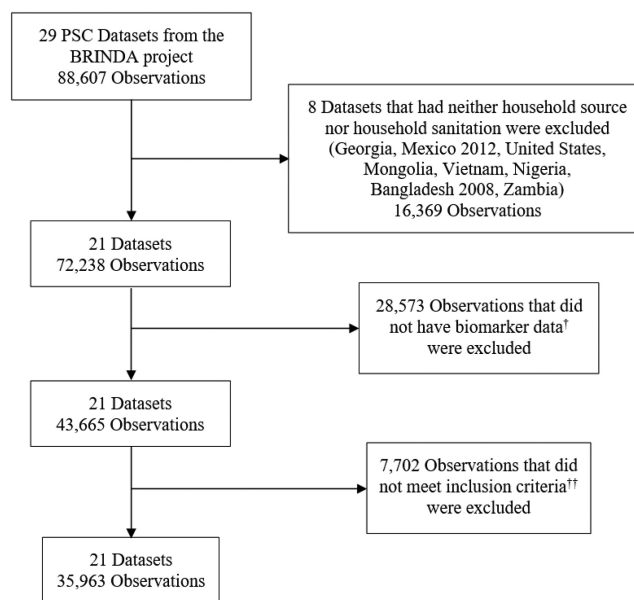 29 PSC Datasets from the
BRINDA project
88,607 Observations
8 Datasets that had neither household source
nor household sanitation were excluded
(Georgia, Mexico 2012, United States,
Mongolia, Vietnam, Nigeria,
Bangladesh 2008, Zambia)
16,369 Observations
21 Datasets
72,238 Observations
28,573 Observations that did
not have biomarker data†
were excluded
21 Datasets
43,665 Observations
7,702 Observations that did
not meet inclusion criteria††
were excluded
21 Datasets
35,963 Observations